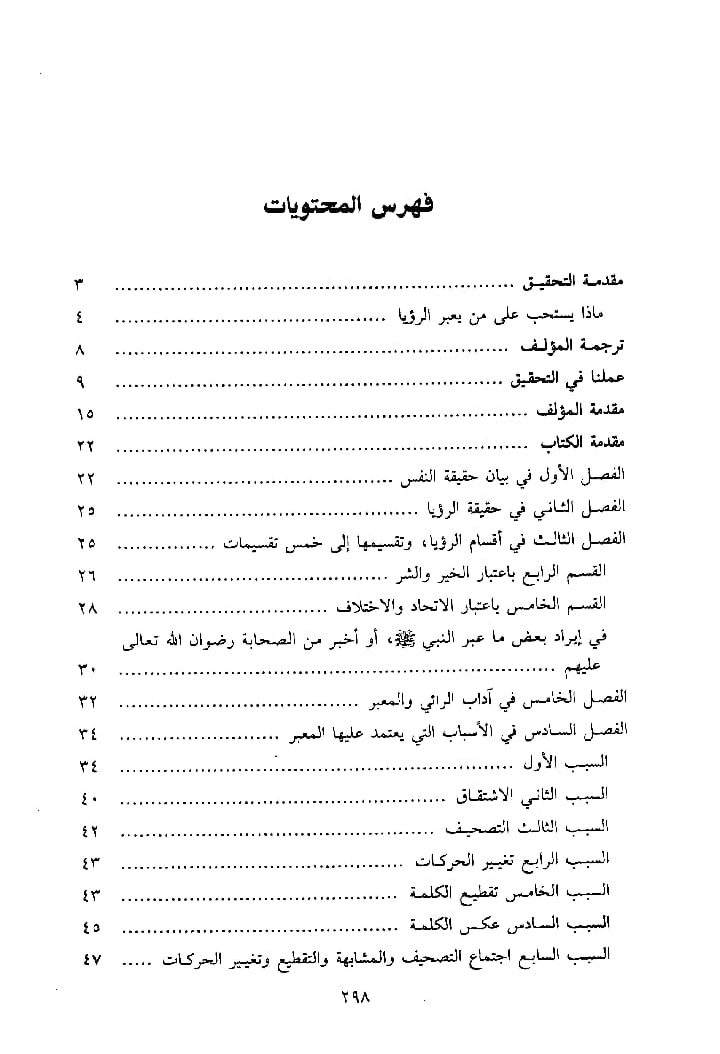 فهرس المحتويات
مقدمة التحقيق ................................ ٣
ماذا يستحب على من يعبر الرؤيا ................................ ٤
ترجمة المؤلف ................................ ٨
عملنا في التحقيق ................................ ٩
مقدمة المؤلف ................................ ١٥
مقدمة الكتاب ................................ ٢٢
الفصل الأول في بيان حقيقة النفس ................................ ٢٢
الفصل الثاني في حقيقة الرؤيا ................................ ٢٥
الفصل الثالث في أقسام الرؤيا، وتقسيمها إلى خمس تقسيمات ................ ٢٥
القسم الرابع باعتبار الخير والشر ................................ ٢٦
القسم الخامس باعتبار الاتحاد والاختلاف ................................ ٢٨
في إيراد بعض ما عبر النبي ﷺ، أو أخبر من الصحابة رضوان الله تعالى
عليهم ................................ ٣٠
الفصل الخامس في آداب الرائي والمعبر ................................ ٣٢
الفصل السادس في الأسباب التي يعتمد عليها المعبر ........................ ٣٤
السبب الأول ................................ ٣٤
السبب الثاني الاشتقاق ................................ ٤٠
السبب الثالث التصحيف ................................ ٤٢
السبب الرابع تغيير الحركات ................................ ٤٣
السبب الخامس تقطيع الكلمة ................................ ٤٣
السبب السادس عكس الكلمة ................................ ٤٥
السبب السابع اجتماع التصحيف والمشابهة والتقطيع وتغيير الحركات ..... ٤٧
٢٩٨